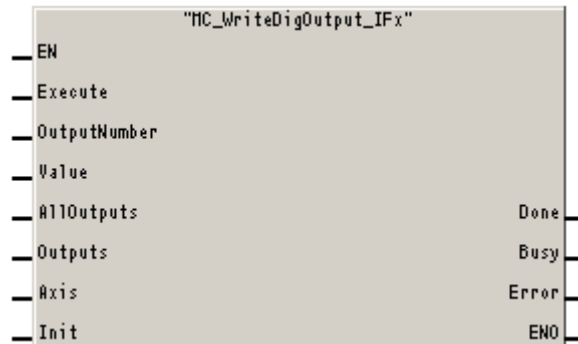 "MC_WriteDigOutput_IFx"
EN
Execute
OutputNumber
Value
AllOutputs Done
Outputs Busy
Axis Error
Init ENO